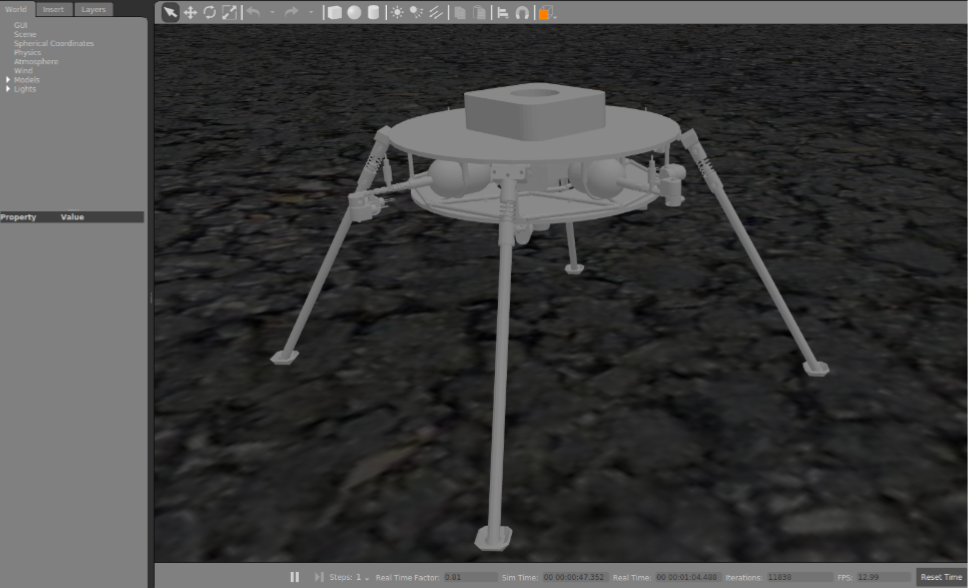 World Insert Layers
GUI
Scene
Spherical Coordinates
Physics
Atmosphere
Wind
Models
Lights
Property Value
Steps: 1 Real Time Factor: 0.81 Sim Time: 00 00:00:47.352 Real Time: 00 00:01:04.488 Iterations: 11838 FPS: 12.99 Reset Time